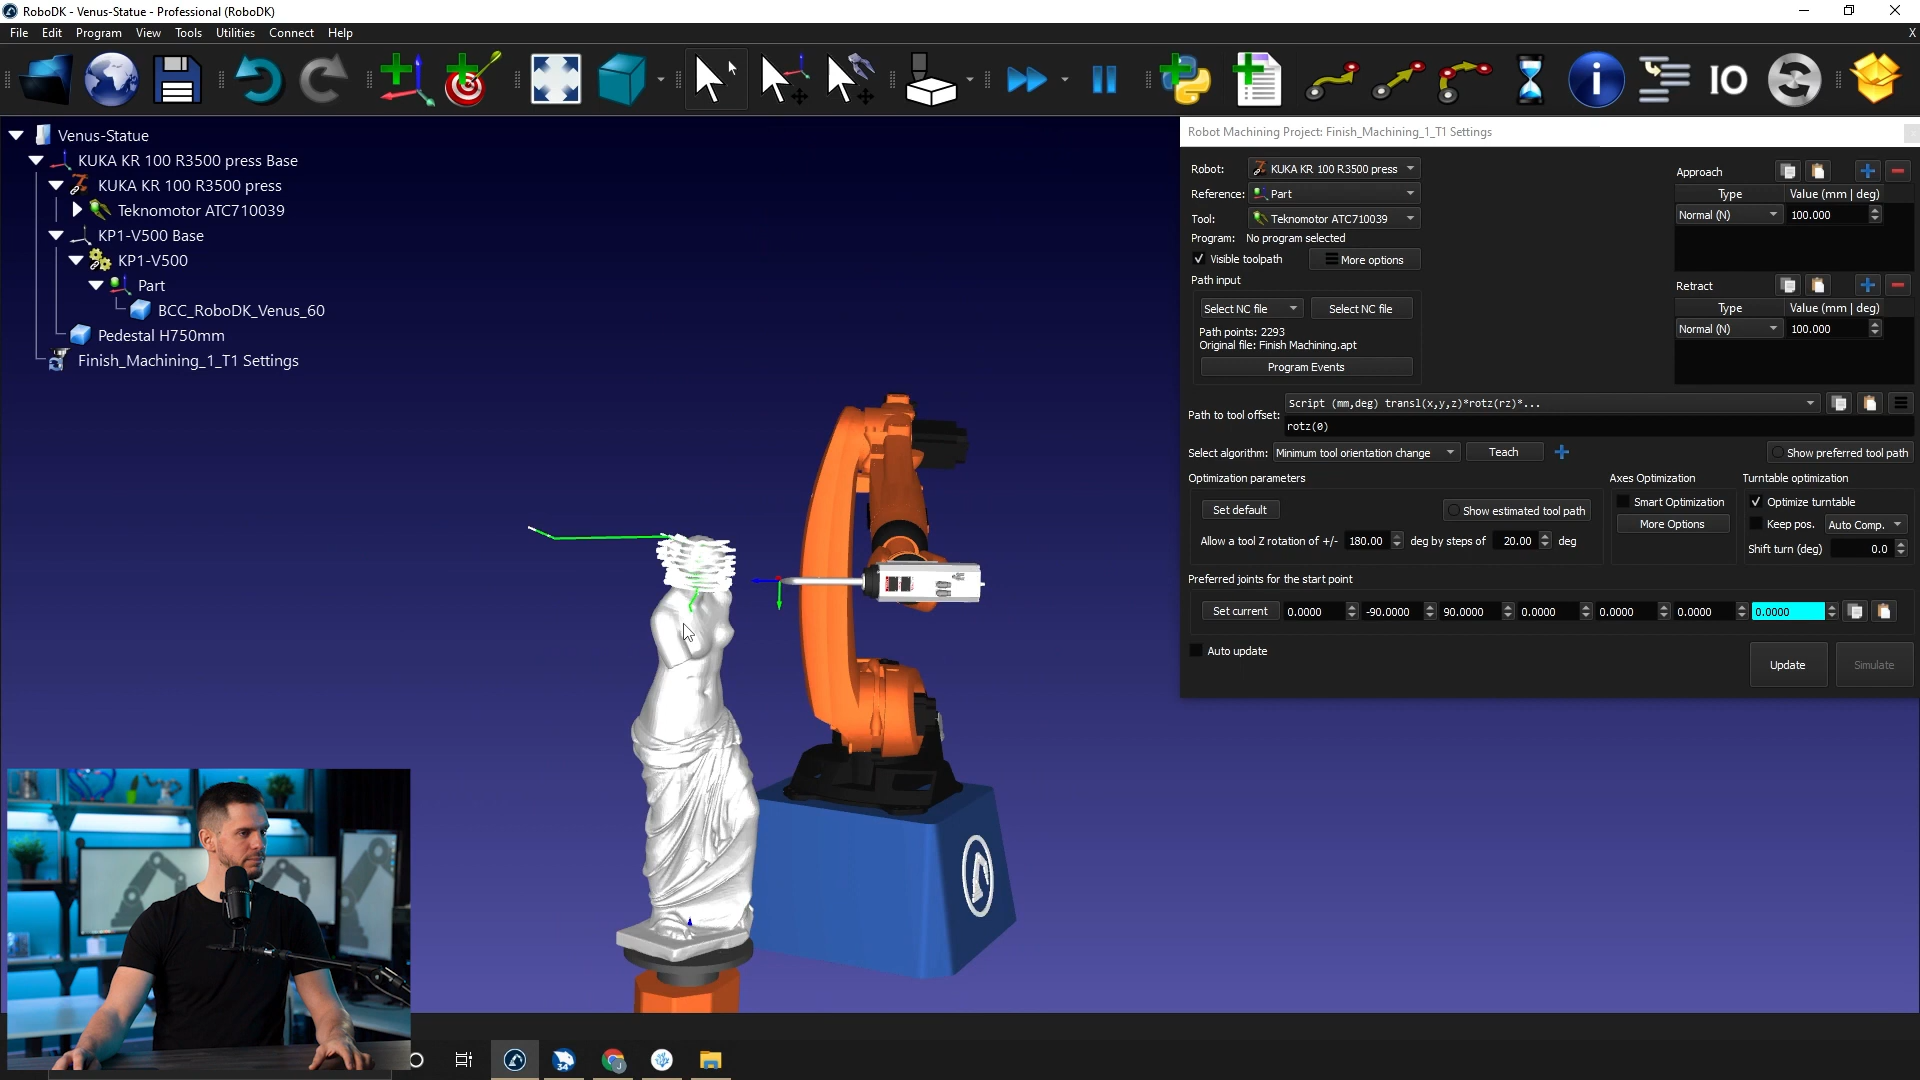 RoboDK - Venus-Statue - Professional (RoboDK)
File Edit Program View Tools Utilities Connect Help X
IO
Venus-Statue
KUKA KR 100 R3500 press Base
KUKA KR 100 R3500 press
Teknomotor ATC710039
KP1-V500 Base
KP1-V500
Part
BCC_RoboDK_Venus_60
Pedestal H750mm
Finish_Machining_1_T1 Settings
Robot Machining Project: Finish_Machining_1_T1 Settings
Robot: KUKA KR 100 R3500 press
Reference: Part
Tool: Teknomotor ATC710039
Program: No program selected
Visible toolpath More options
Path input
Select NC file Select NC file
Path points: 2293
Original file: Finish Machining.apt
Program Events
Approach
Type Value (mm | deg)
Normal (N) 100.000
Retract
Type Value (mm | deg)
Normal (N) 100.000
Path to tool offset: Script (mm,deg) transl(x,y,z)*rotz(rz)*...
rotz(0)
Select algorithm: Minimum tool orientation change Teach Show preferred tool path
Optimization parameters
Set default Show estimated tool path
Allow a tool Z rotation of +/- 180.00 deg by steps of 20.00 deg
Axes Optimization
Smart Optimization
More Options
Turntable optimization
Optimize turntable
Keep pos. Auto Comp.
Shift turn (deg) 0.0
Preferred joints for the start point
Set current 0.0000 -90.0000 90.0000 0.0000 0.0000 0.0000 0.0000
Auto update
Update Simulate
34